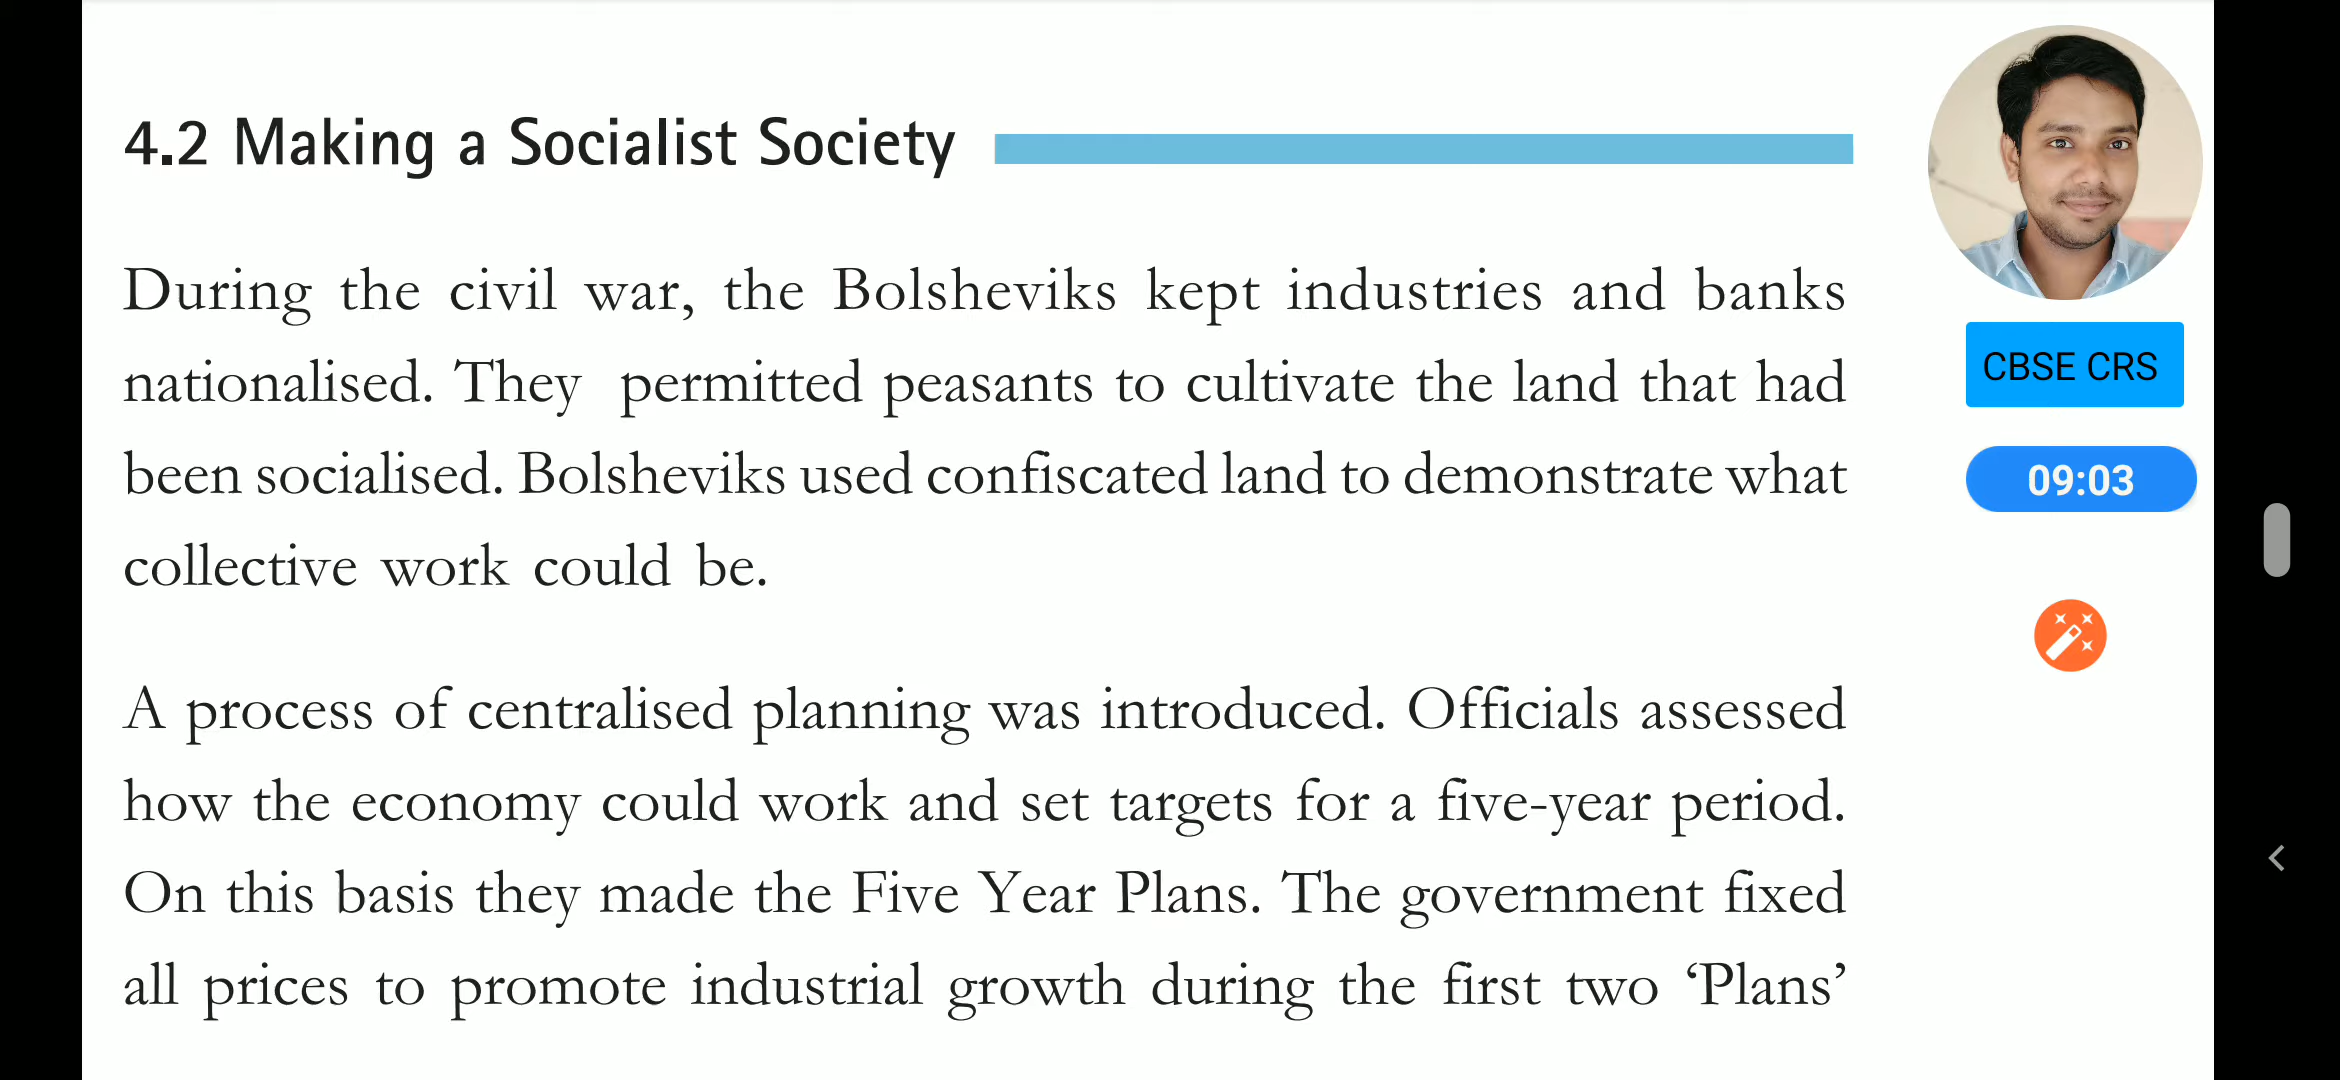 4.2 Making a Socialist Society
During the civil war, the Bolsheviks kept industries and banks
nationalised. They permitted peasants to cultivate the land that had
been socialised. Bolsheviks used confiscated land to demonstrate what
collective work could be.
A process of centralised planning was introduced. Officials assessed
how the economy could work and set targets for a five-year period.
On this basis they made the Five Year Plans. The government fixed
all prices to promote industrial growth during the first two ‘Plans’
CBSE CRS
09:03